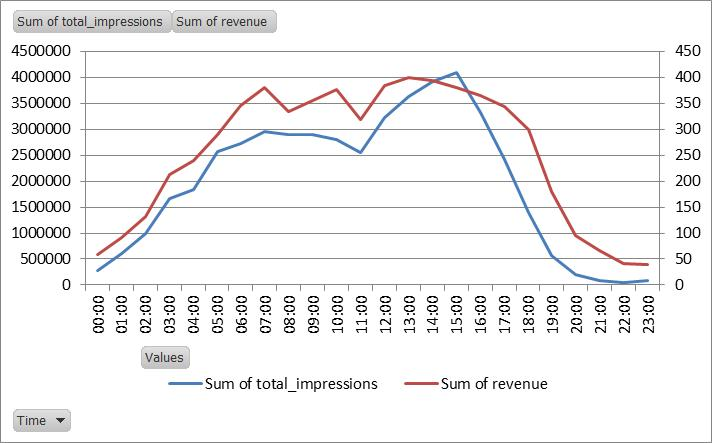 Sum of total_impressions Sum of revenue
4500000 450
4000000 400
3500000 350
3000000 300
2500000 250
2000000 200
1500000 150
1000000 100
500000 50
0 0
00:00 01:00 02:00 03:00 04:00 05:00 06:00 07:00 08:00 09:00 10:00 11:00 12:00 13:00 14:00 15:00 16:00 17:00 18:00 19:00 20:00 21:00 22:00 23:00
Values
Sum of total_impressions Sum of revenue
Time